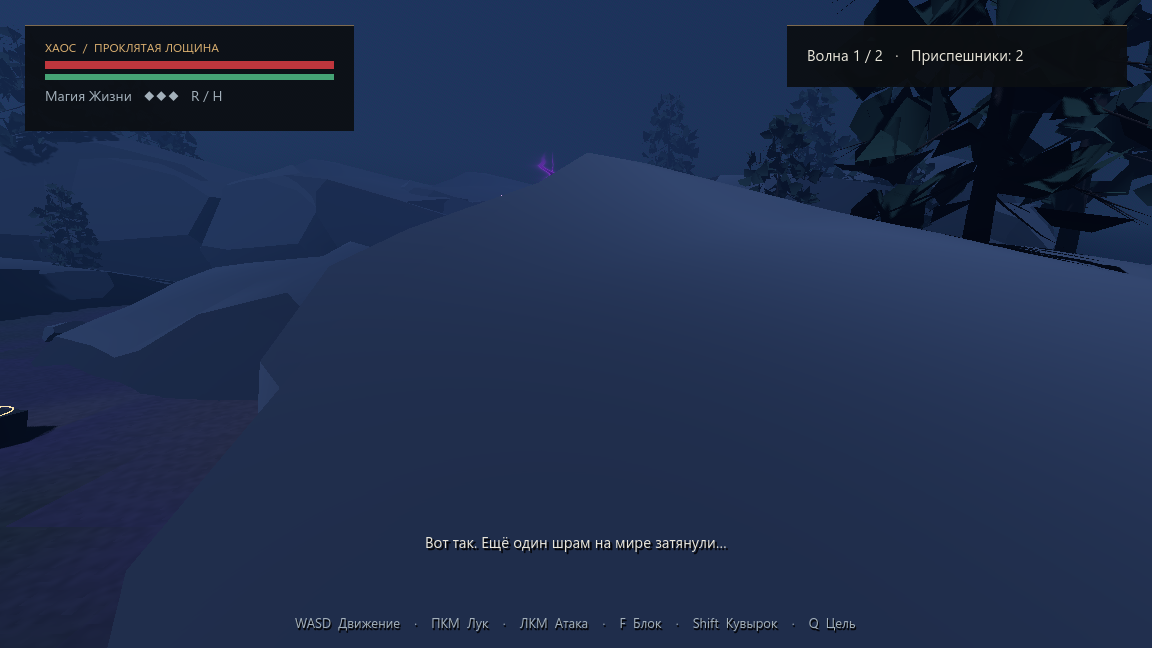 ХАОС / ПРОКЛЯТАЯ ЛОЩИНА
Магия Жизни ◆◆◆ R / H
Волна 1 / 2 · Приспешники: 2
Вот так. Ещё один шрам на мире затянули...
WASD Движение · ПКМ Лук · ЛКМ Атака · F Блок · Shift Кувырок · Q Цель